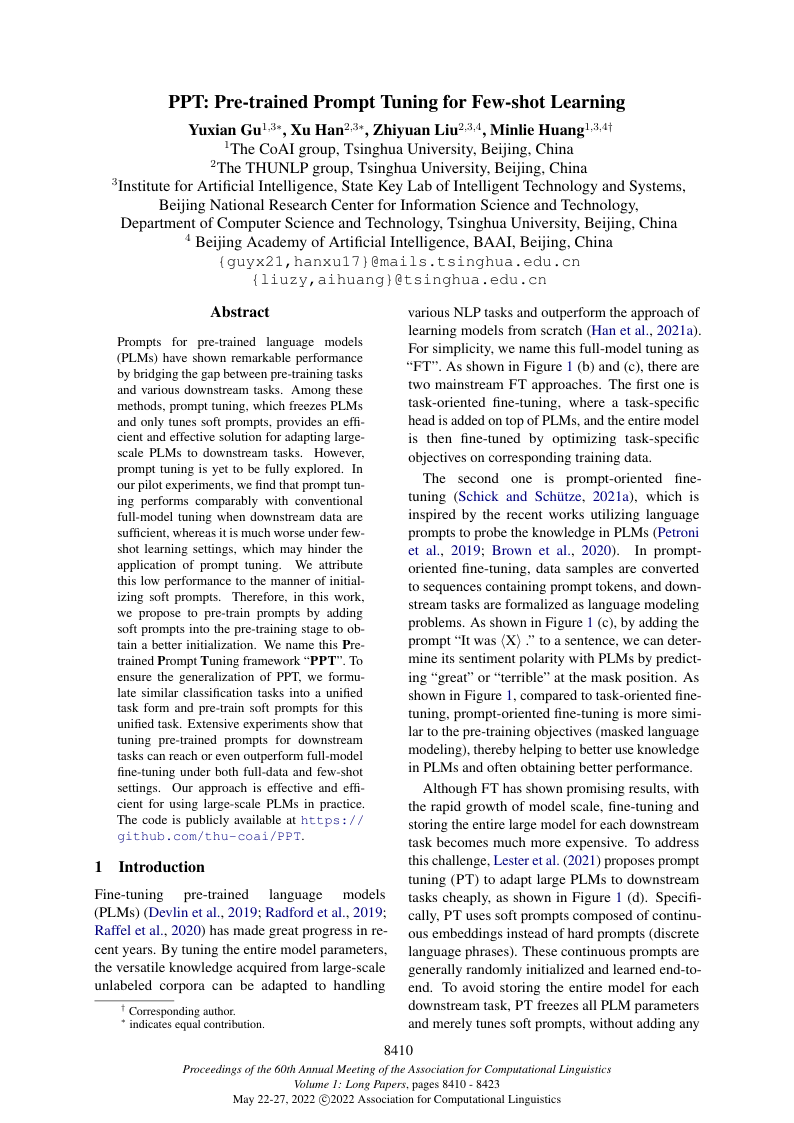 PPT: Pre-trained Prompt Tuning for Few-shot Learning
Yuxian Gu1,3∗, Xu Han2,3∗, Zhiyuan Liu2,3,4, Minlie Huang1,3,4†
1The CoAI group, Tsinghua University, Beijing, China
2The THUNLP group, Tsinghua University, Beijing, China
3Institute for Artificial Intelligence, State Key Lab of Intelligent Technology and Systems,
Beijing National Research Center for Information Science and Technology,
Department of Computer Science and Technology, Tsinghua University, Beijing, China
4 Beijing Academy of Artificial Intelligence, BAAI, Beijing, China
{guyx21,hanxu17}@mails.tsinghua.edu.cn
{liuzy,aihuang}@tsinghua.edu.cn
Abstract
Prompts for pre-trained language models
(PLMs) have shown remarkable performance
by bridging the gap between pre-training tasks
and various downstream tasks. Among these
methods, prompt tuning, which freezes PLMs
and only tunes soft prompts, provides an effi-
cient and effective solution for adapting large-
scale PLMs to downstream tasks. However,
prompt tuning is yet to be fully explored. In
our pilot experiments, we find that prompt tun-
ing performs comparably with conventional
full-model tuning when downstream data are
sufficient, whereas it is much worse under few-
shot learning settings, which may hinder the
application of prompt tuning. We attribute
this low performance to the manner of initial-
izing soft prompts. Therefore, in this work,
we propose to pre-train prompts by adding
soft prompts into the pre-training stage to ob-
tain a better initialization. We name this Pre-
trained Prompt Tuning framework “PPT”. To
ensure the generalization of PPT, we formu-
late similar classification tasks into a unified
task form and pre-train soft prompts for this
unified task. Extensive experiments show that
tuning pre-trained prompts for downstream
tasks can reach or even outperform full-model
fine-tuning under both full-data and few-shot
settings. Our approach is effective and effi-
cient for using large-scale PLMs in practice.
The code is publicly available at https://
github.com/thu-coai/PPT.
1 Introduction
Fine-tuning pre-trained language models
(PLMs) (Devlin et al., 2019; Radford et al., 2019;
Raffel et al., 2020) has made great progress in re-
cent years. By tuning the entire model parameters,
the versatile knowledge acquired from large-scale
unlabeled corpora can be adapted to handling
† Corresponding author.
∗ indicates equal contribution.
various NLP tasks and outperform the approach of
learning models from scratch (Han et al., 2021a).
For simplicity, we name this full-model tuning as
“FT”. As shown in Figure 1 (b) and (c), there are
two mainstream FT approaches. The first one is
task-oriented fine-tuning, where a task-specific
head is added on top of PLMs, and the entire model
is then fine-tuned by optimizing task-specific
objectives on corresponding training data.
The second one is prompt-oriented fine-
tuning (Schick and Schütze, 2021a), which is
inspired by the recent works utilizing language
prompts to probe the knowledge in PLMs (Petroni
et al., 2019; Brown et al., 2020). In prompt-
oriented fine-tuning, data samples are converted
to sequences containing prompt tokens, and down-
stream tasks are formalized as language modeling
problems. As shown in Figure 1 (c), by adding the
prompt “It was ⟨X⟩ .” to a sentence, we can deter-
mine its sentiment polarity with PLMs by predict-
ing “great” or “terrible” at the mask position. As
shown in Figure 1, compared to task-oriented fine-
tuning, prompt-oriented fine-tuning is more simi-
lar to the pre-training objectives (masked language
modeling), thereby helping to better use knowledge
in PLMs and often obtaining better performance.
Although FT has shown promising results, with
the rapid growth of model scale, fine-tuning and
storing the entire large model for each downstream
task becomes much more expensive. To address
this challenge, Lester et al. (2021) proposes prompt
tuning (PT) to adapt large PLMs to downstream
tasks cheaply, as shown in Figure 1 (d). Specifi-
cally, PT uses soft prompts composed of continu-
ous embeddings instead of hard prompts (discrete
language phrases). These continuous prompts are
generally randomly initialized and learned end-to-
end. To avoid storing the entire model for each
downstream task, PT freezes all PLM parameters
and merely tunes soft prompts, without adding any
8410
Proceedings of the 60th Annual Meeting of the Association for Computational Linguistics
Volume 1: Long Papers, pages 8410 - 8423
May 22-27, 2022 ©2022 Association for Computational Linguistics